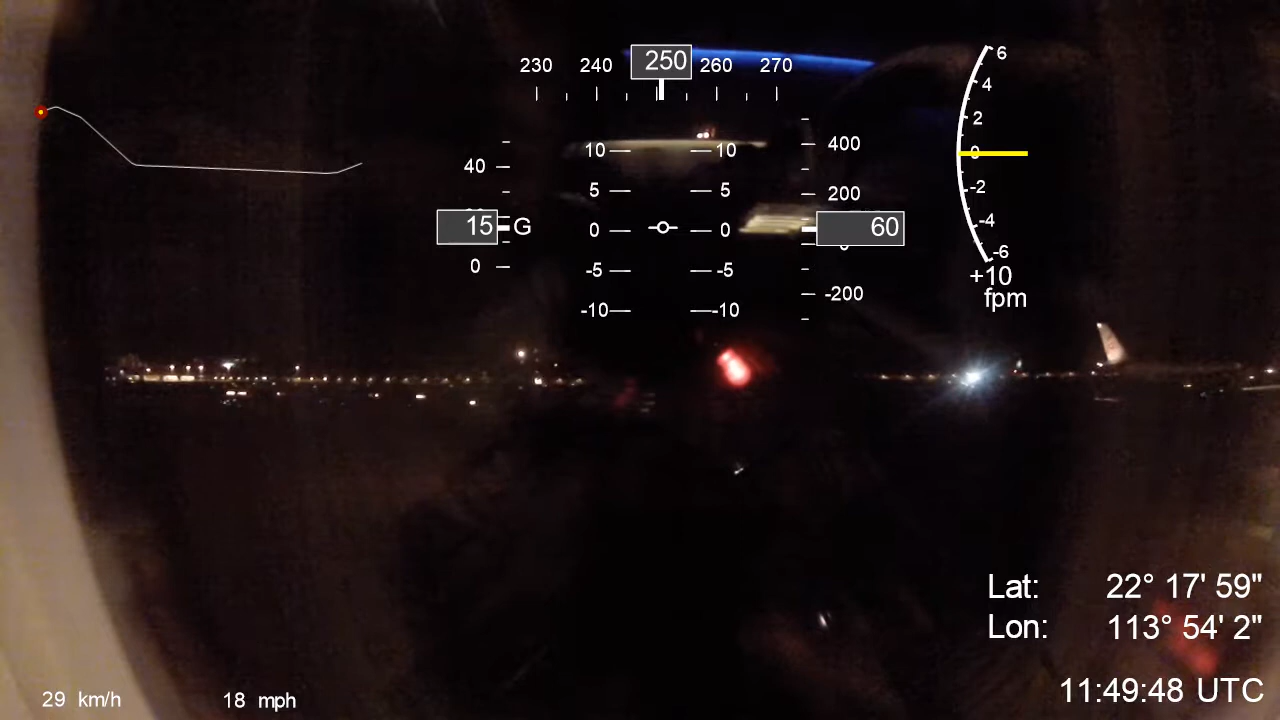 230 240 250 260 270
6
4
2
0
-2
-4
-6
+10
fpm
40
15 G
0
10 10
5 5
0 0
-5 -5
-10 -10
400
200
60
-200
Lat: 22° 17' 59"
Lon: 113° 54' 2"
11:49:48 UTC
29 km/h 18 mph